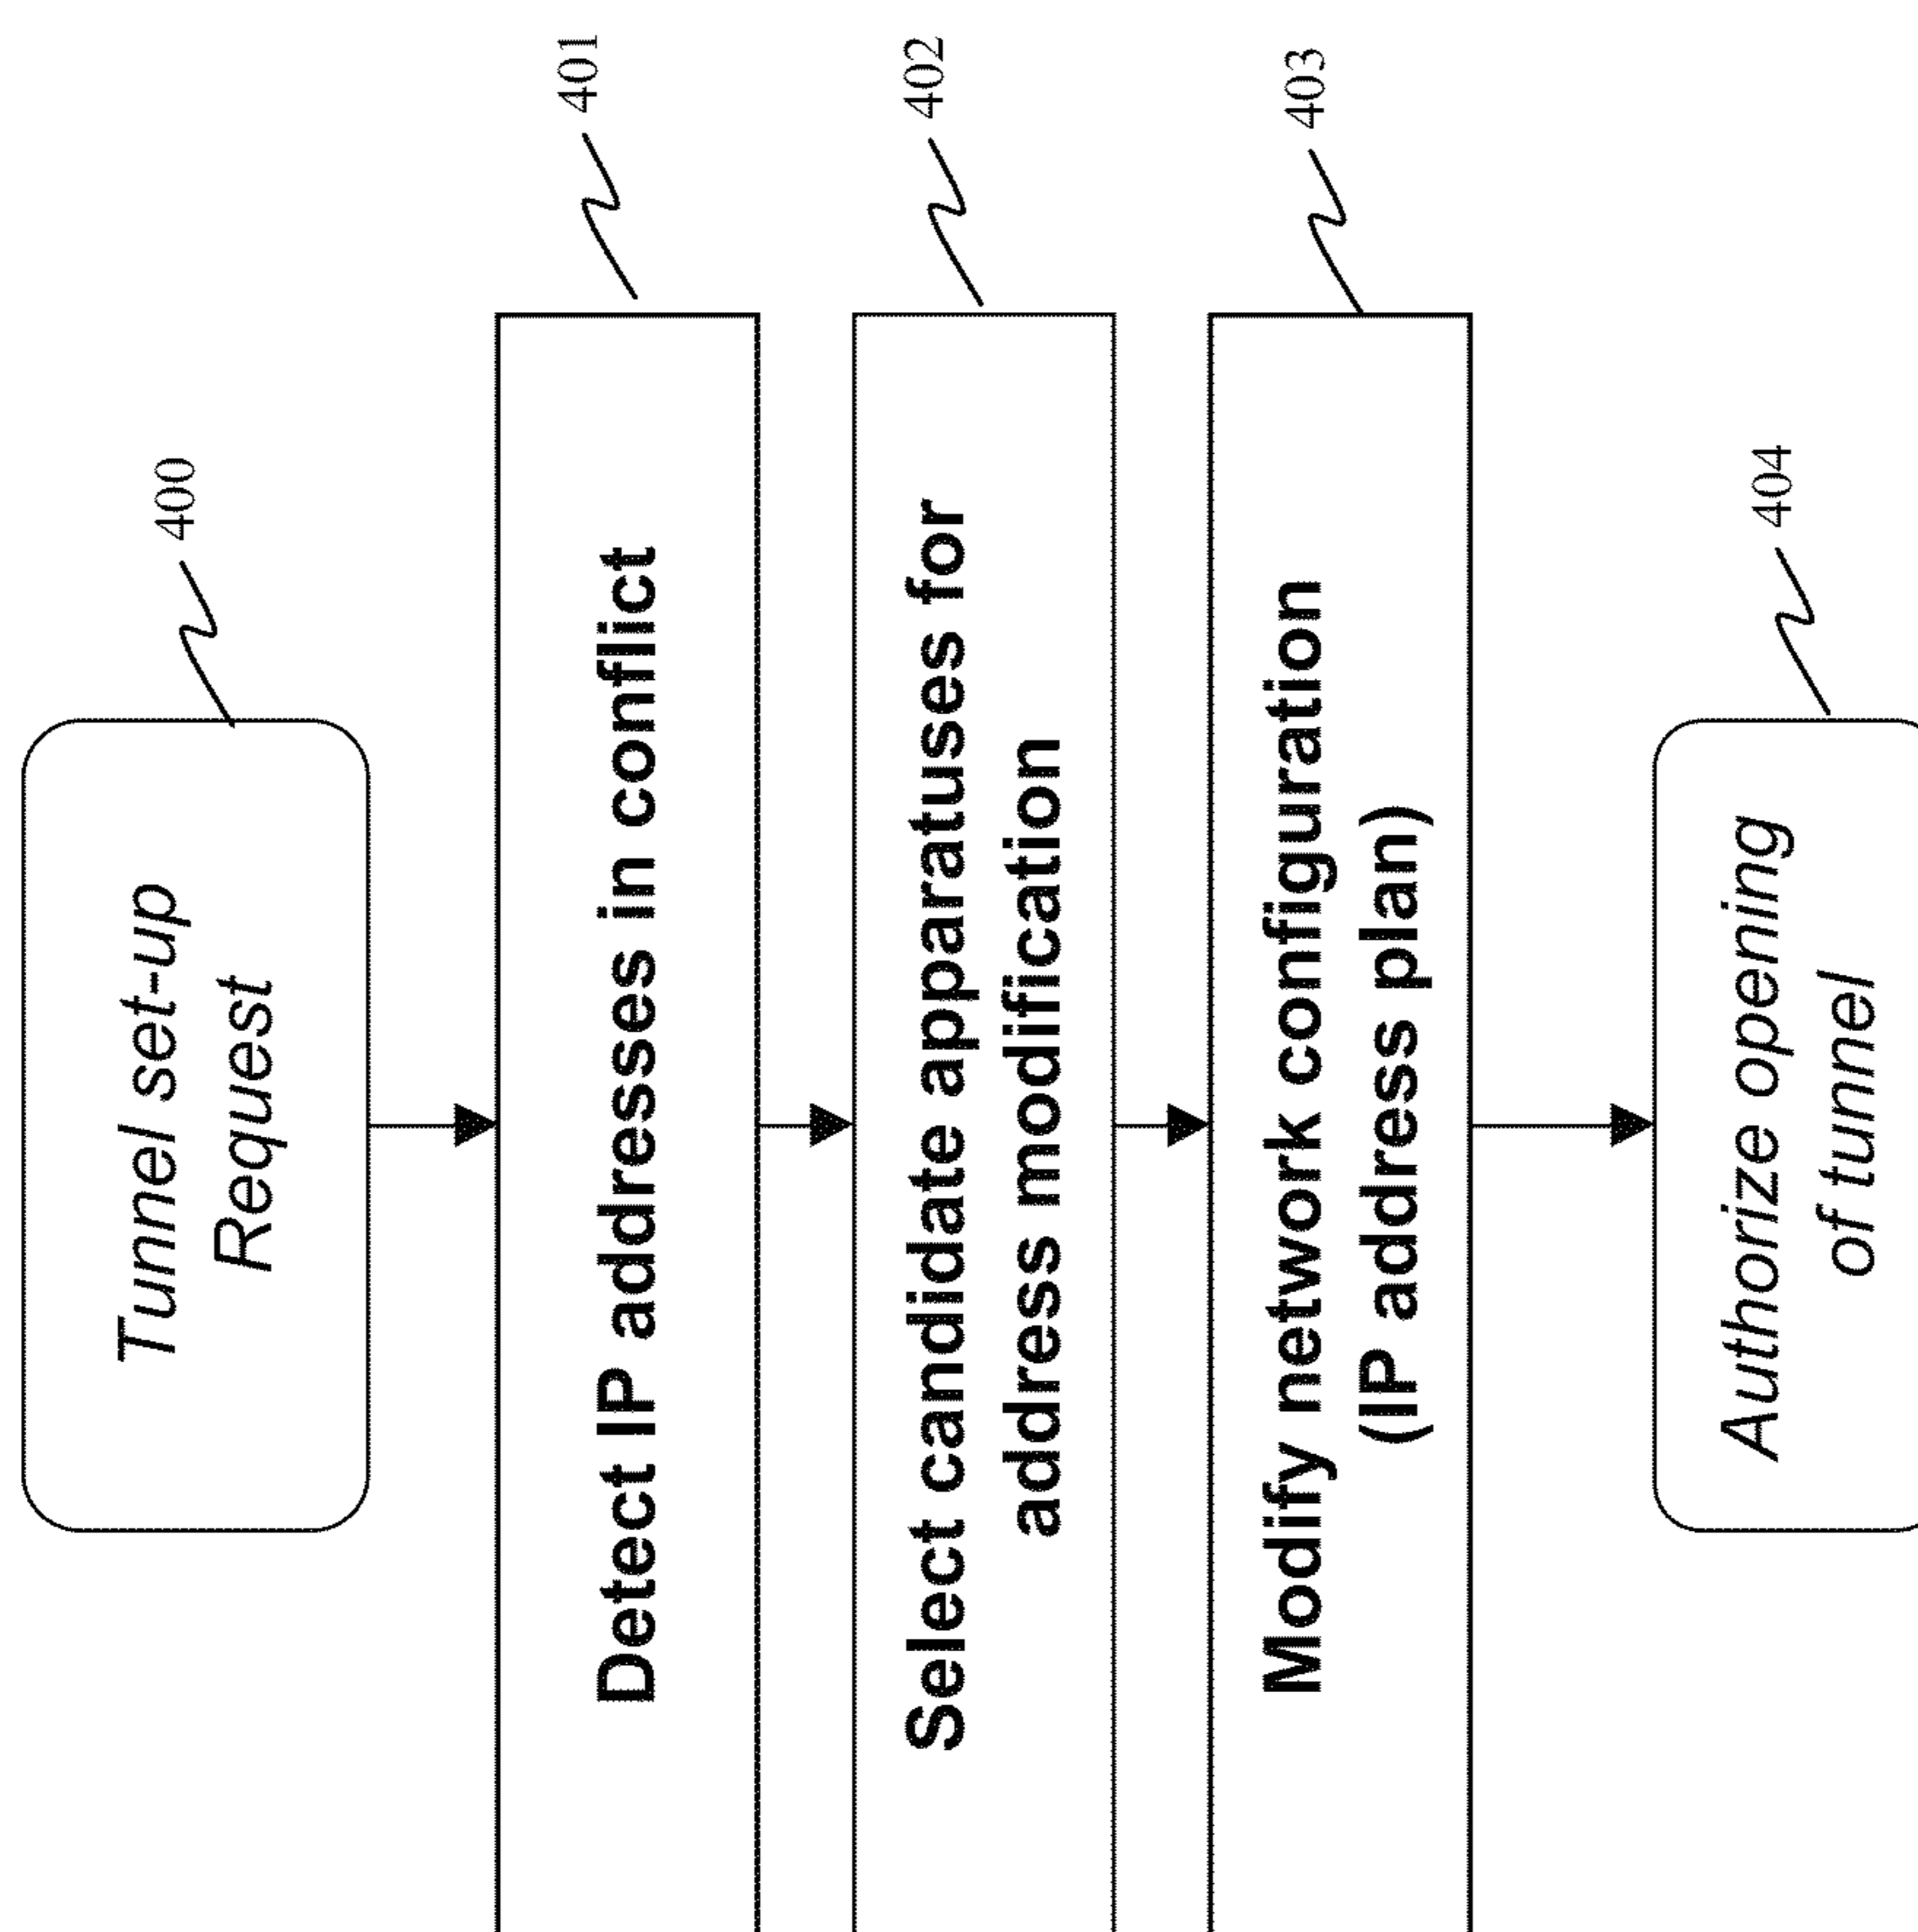 400
Tunnel set-up
Request
401
Detect IP addresses in conflict
402
Select candidate apparatuses for
address modification
403
Modify network configuration
(IP address plan)
404
Authorize opening
of tunnel